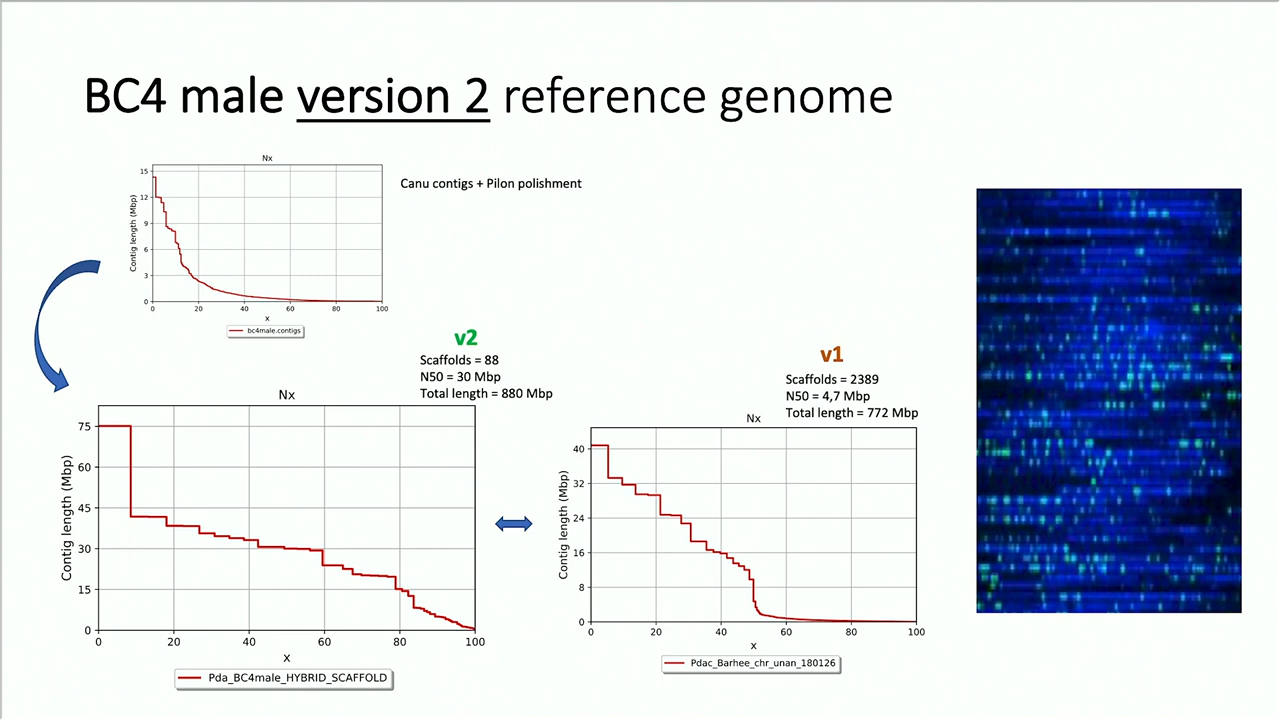 BC4 male version 2 reference genome
Nx
Canu contigs + Pilon polishment
Contig length (Mbp)
15
12
9
6
3
0
0 20 40 60 80 100
x
bc4male.contigs
v2
Scaffolds = 88
N50 = 30 Mbp
Total length = 880 Mbp
Nx
Contig length (Mbp)
75
60
45
30
15
0
0 20 40 60 80 100
x
Pda_BC4male_HYBRID_SCAFFOLD
v1
Scaffolds = 2389
N50 = 4,7 Mbp
Total length = 772 Mbp
Nx
Contig length (Mbp)
40
32
24
16
8
0
0 20 40 60 80 100
x
Pdac_Barhee_chr_unan_180126